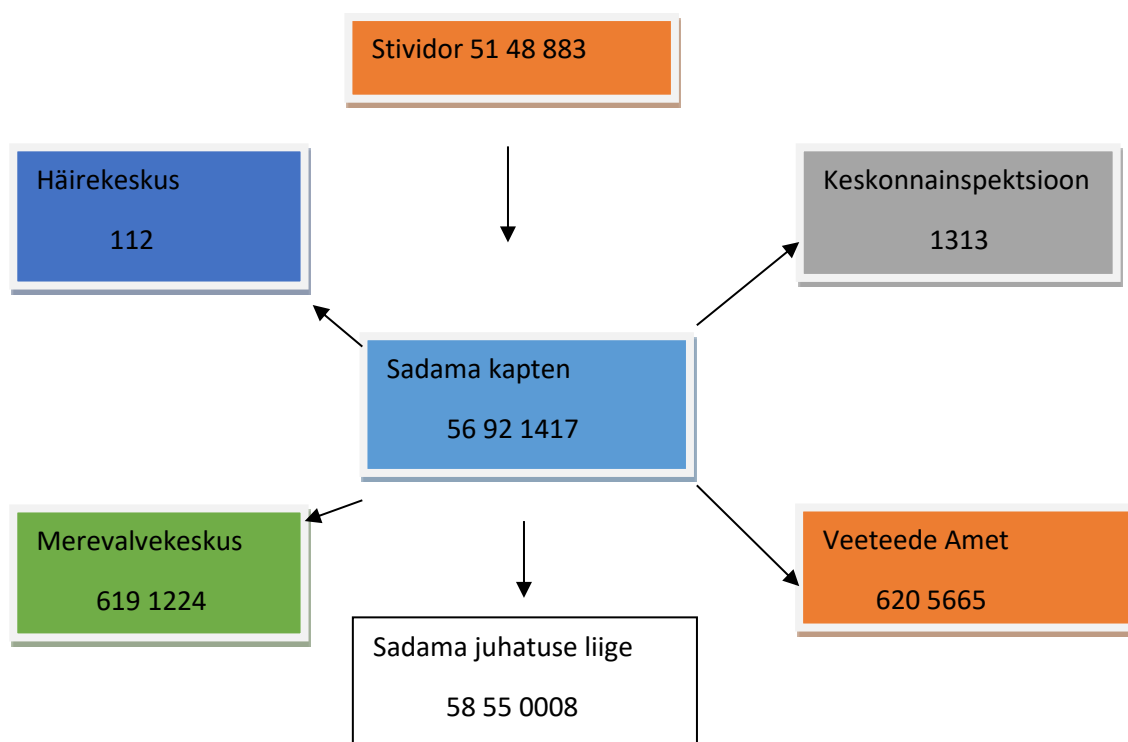 Stividor 51 48 883
Häirekeskus
112
Keskonnainspektsioon
1313
Sadama kapten
56 92 1417
Merevalvekeskus
619 1224
Veeteede Amet
620 5665
Sadama juhatuse liige
58 55 0008